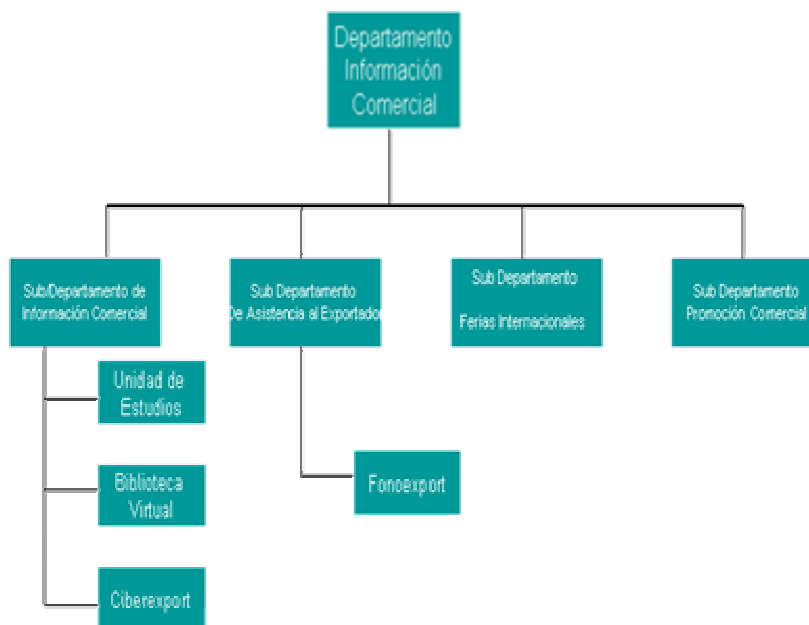 Departamento
Información
Comercial
Sub/Departamento de
Información Comercial
Sub Departamento
De Asistencia al Exportador
Sub Departamento
Ferias Internacionales
Sub Departamento
Promoción Comercial
Unidad de
Estudios
Biblioteca
Virtual
Ciberexport
Fonoexport